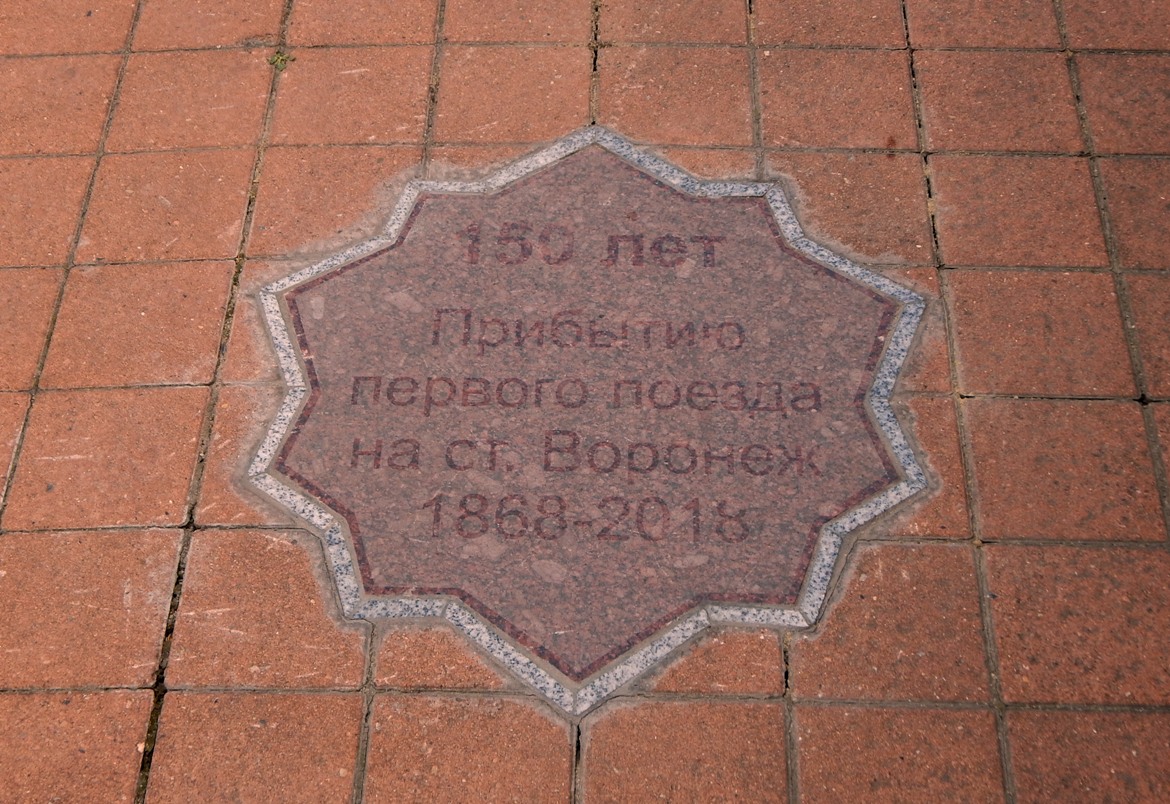 150 лет
Прибытию
первого поезда
на ст. Воронеж
1868-2018